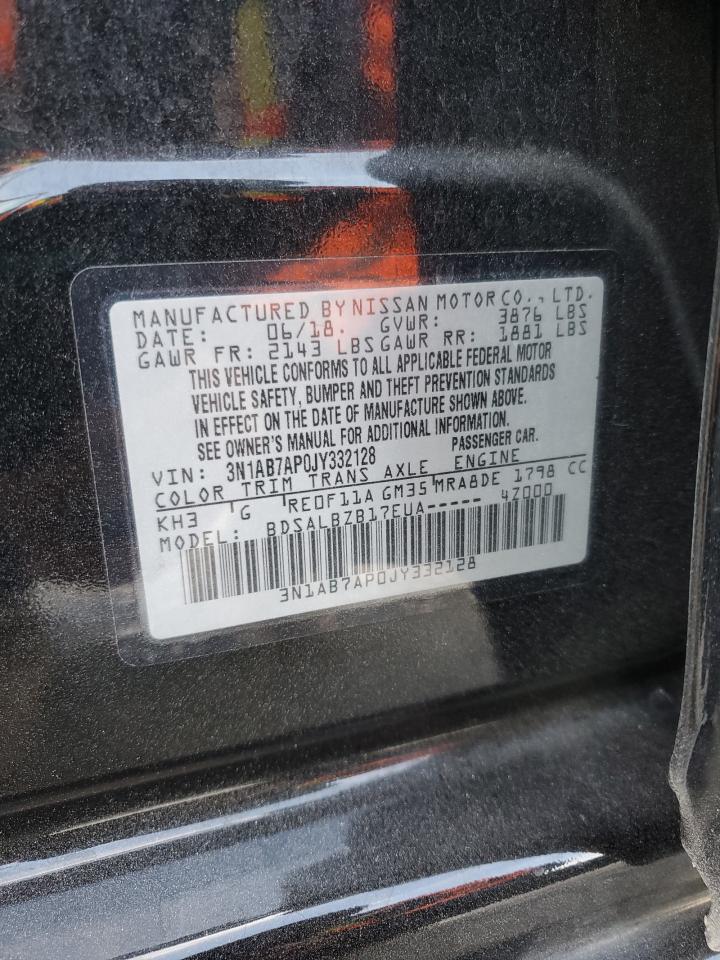 MANUFACTURED BY NISSAN MOTOR CO., LTD.
DATE: 06/18. GVWR: 3876 LBS
GAWR FR: 2143 LBS GAWR RR: 1881 LBS
THIS VEHICLE CONFORMS TO ALL APPLICABLE FEDERAL MOTOR
VEHICLE SAFETY, BUMPER AND THEFT PREVENTION STANDARDS
IN EFFECT ON THE DATE OF MANUFACTURE SHOWN ABOVE.
SEE OWNER'S MANUAL FOR ADDITIONAL INFORMATION.
VIN: 3N1AB7AP0JY332128 PASSENGER CAR.
COLOR TRIM TRANS AXLE ENGINE
KH3 G RE0F11A GM35 MRA8DE 1798 CC
MODEL: BDSALBZB17EUA----- 4Z000
3N1AB7AP0JY332128